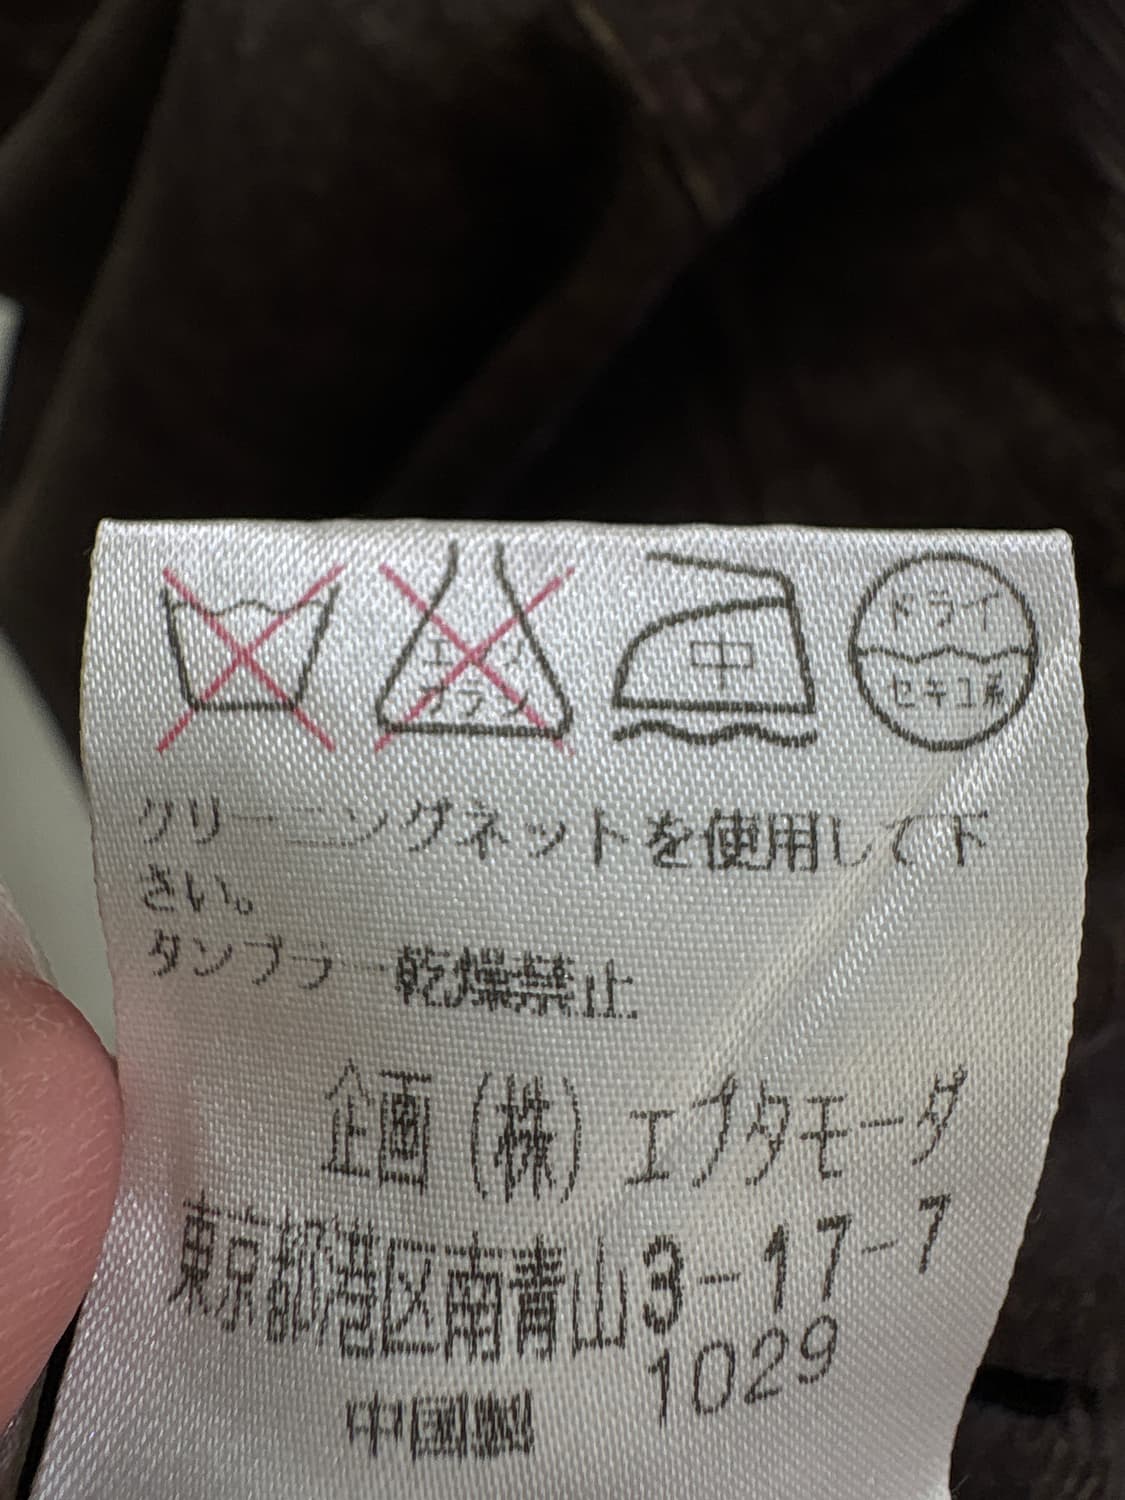 エンソ
サラシ
中
ドライ
セキユ系
クリーニングネットを使用して下
さい。
タンブラー乾燥禁止
企画(株)エプタモーダ
東京都港区南青山3-17-7
1029
中国製